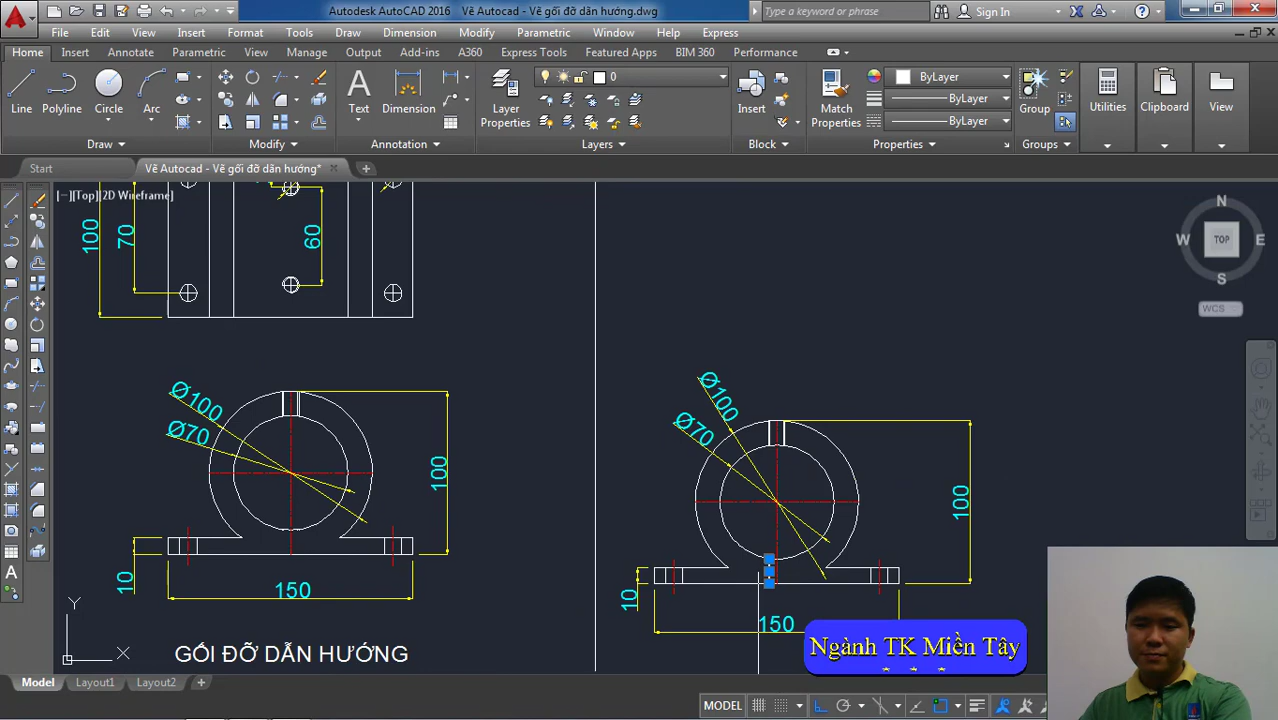 Autodesk AutoCAD 2016 Vẽ Autocad - Vẽ gối đỡ dẫn hướng.dwg
Type a keyword or phrase
Sign In
File Edit View Insert Format Tools Draw Dimension Modify Parametric Window Help Express
Home Insert Annotate Parametric View Manage Output Add-ins A360 Express Tools Featured Apps BIM 360 Performance
0
ByLayer
Line Polyline Circle Arc Text Dimension Layer Properties Insert Match Properties ByLayer Group Utilities Clipboard View
ByLayer
Draw Modify Annotation Layers Block Properties Groups
Start Vẽ Autocad - Vẽ gối đỡ dẫn hướng*
[−][Top][2D Wireframe]
N
W TOP E
S
WCS
100 70 60
Ø100
Ø70
100
10
150
Ø100
Ø70
100
10
150
Y
X
GỐI ĐỠ DẪN HƯỚNG
Ngành TK Miền Tây
Model Layout1 Layout2
MODEL